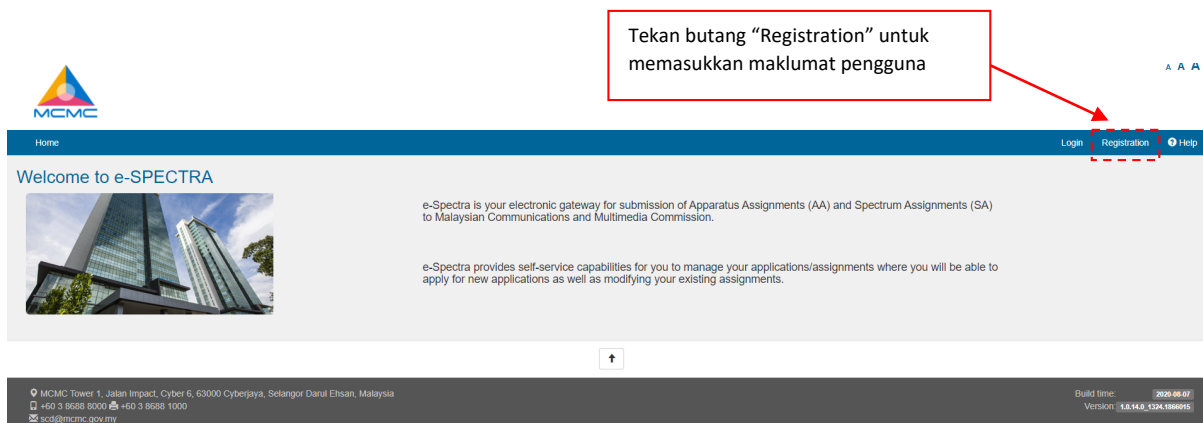 Tekan butang “Registration” untuk
memasukkan maklumat pengguna
A A A
MCMC
Home
Login Registration Help
Welcome to e-SPECTRA
e-Spectra is your electronic gateway for submission of Apparatus Assignments (AA) and Spectrum Assignments (SA)
to Malaysian Communications and Multimedia Commission.
e-Spectra provides self-service capabilities for you to manage your applications/assignments where you will be able to
apply for new applications as well as modifying your existing assignments.
MCMC Tower 1, Jalan Impact, Cyber 6, 63000 Cyberjaya, Selangor Darul Ehsan, Malaysia
+60 3 8688 8000 +60 3 8688 1000
scd@mcmc.gov.my
Build time: 2020-08-07
Version: 1.0.14.0_1324.1866015